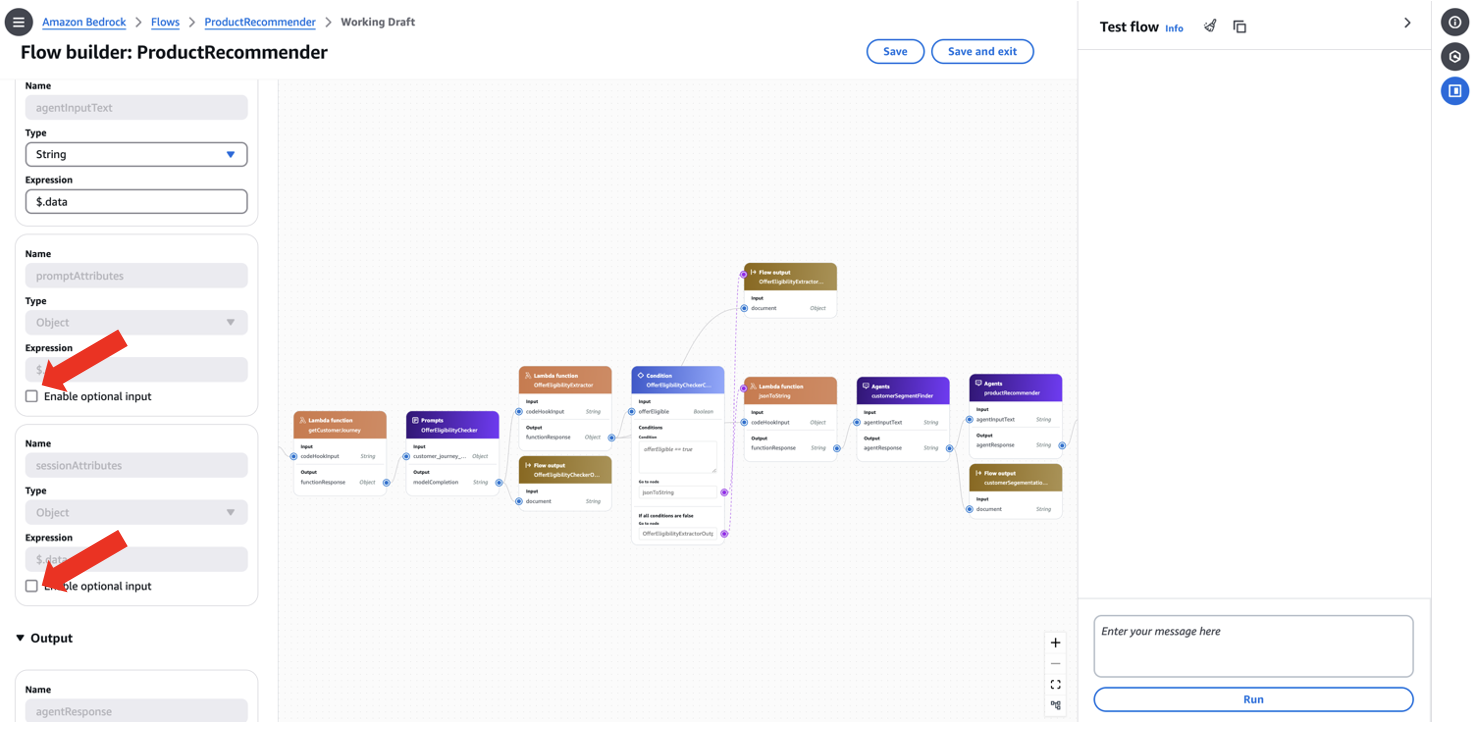 Amazon Bedrock > Flows > ProductRecommender > Working Draft
Flow builder: ProductRecommender
Save
Save and exit
Name
agentInputText
Type
String
Expression
$.data
Name
promptAttributes
Type
Object
Expression
$.
Enable optional input
Name
sessionAttributes
Type
Object
Expression
$.data
optional input
Output
Name
agentResponse
Lambda function
getCustomerJourney
Input
codeHookInput String
Output
functionResponse Object
Prompts
OfferEligibilityChecker
Input
customer_journey_... Object
Output
modelCompletion String
Lambda function
OfferEligibilityExtractor
Input
codeHookInput String
Output
functionResponse Object
Flow output
OfferEligibilityCheckerO...
Input
document String
Condition
OfferEligibilityCheckerC...
Input
offerEligible Boolean
Conditions
Condition
offerEligible == true
Go to node
jsonToString
If all conditions are false
Go to node
OfferEligibilityExtractorOutp
Flow output
OfferEligibilityExtractor...
Input
document Object
Lambda function
jsonToString
Input
codeHookInput Object
Output
functionResponse String
Agents
customerSegmentFinder
Input
agentInputText String
Output
agentResponse String
Agents
productRecommender
Input
agentInputText String
Output
agentResponse String
Flow output
customerSegementatio...
Input
document String
Test flow Info
Enter your message here
Run